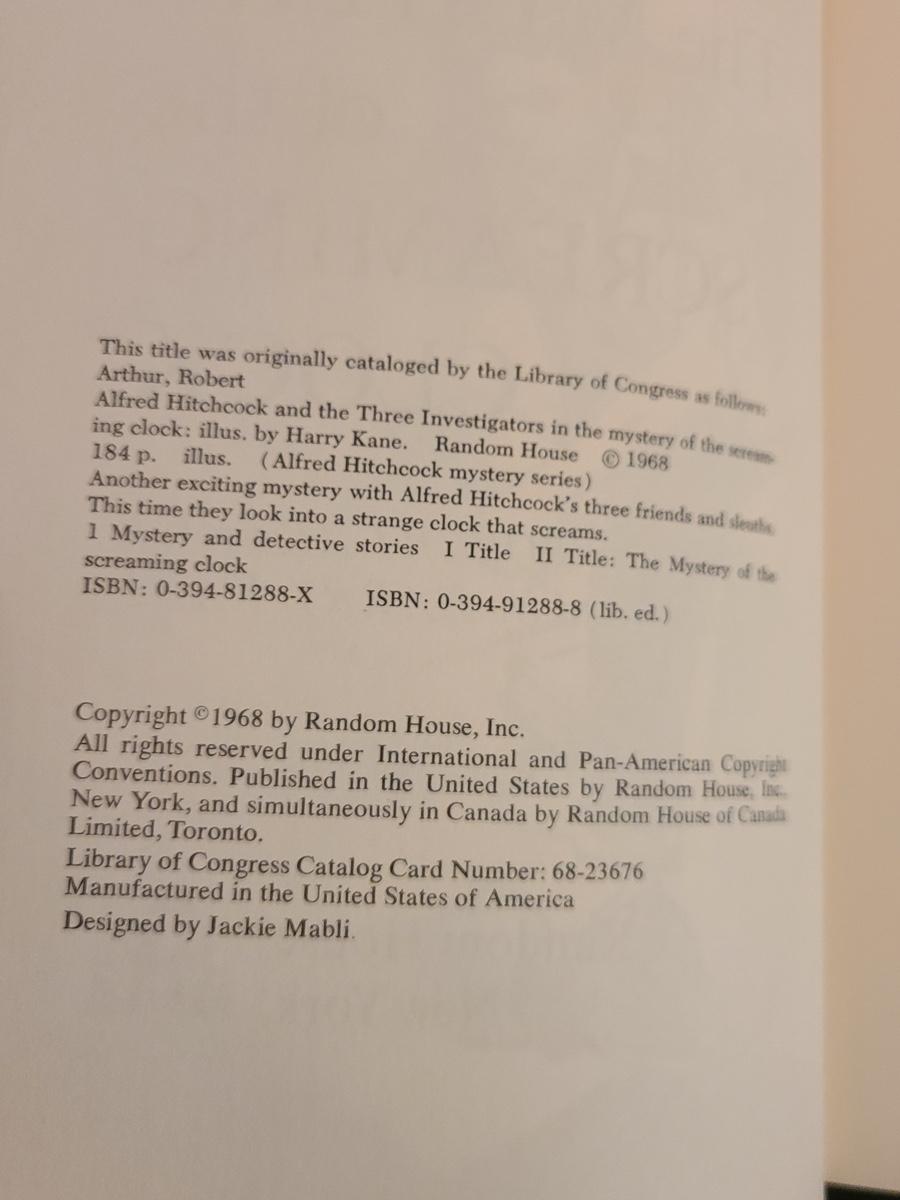 This title was originally cataloged by the Library of Congress as follows:
Arthur, Robert
Alfred Hitchcock and the Three Investigators in the mystery of the scream-
ing clock: illus. by Harry Kane. Random House © 1968
184 p. illus. (Alfred Hitchcock mystery series)
Another exciting mystery with Alfred Hitchcock's three friends and sleuths.
This time they look into a strange clock that screams.
1 Mystery and detective stories I Title II Title: The Mystery of the
screaming clock
ISBN: 0-394-81288-X ISBN: 0-394-91288-8 (lib. ed.)
Copyright ©1968 by Random House, Inc.
All rights reserved under International and Pan-American Copyright
Conventions. Published in the United States by Random House, Inc.,
New York, and simultaneously in Canada by Random House of Canada
Limited, Toronto.
Library of Congress Catalog Card Number: 68-23676
Manufactured in the United States of America
Designed by Jackie Mabli.